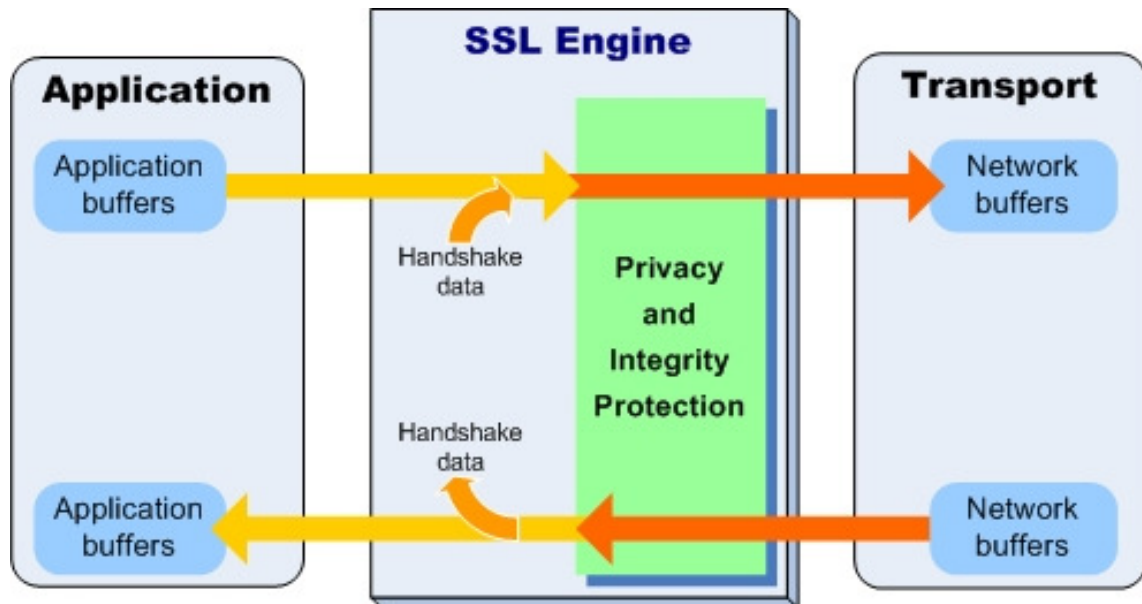 SSL Engine
Application
Transport
Application
buffers
Network
buffers
Handshake
data
Privacy
and
Integrity
Protection
Handshake
data
Application
buffers
Network
buffers